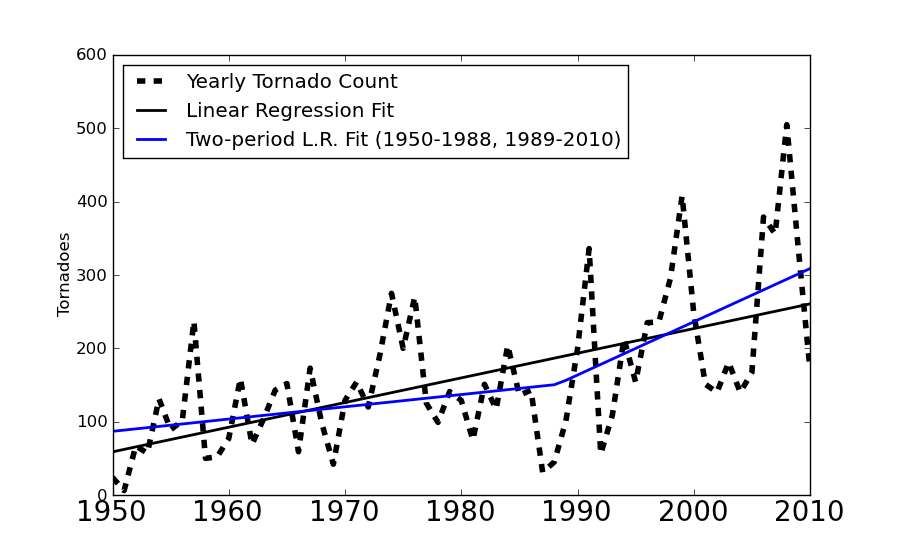 600
Yearly Tornado Count
Linear Regression Fit
Two-period L.R. Fit (1950-1988, 1989-2010)
500
400
300
200
100
0
Tornadoes
1950 1960 1970 1980 1990 2000 2010